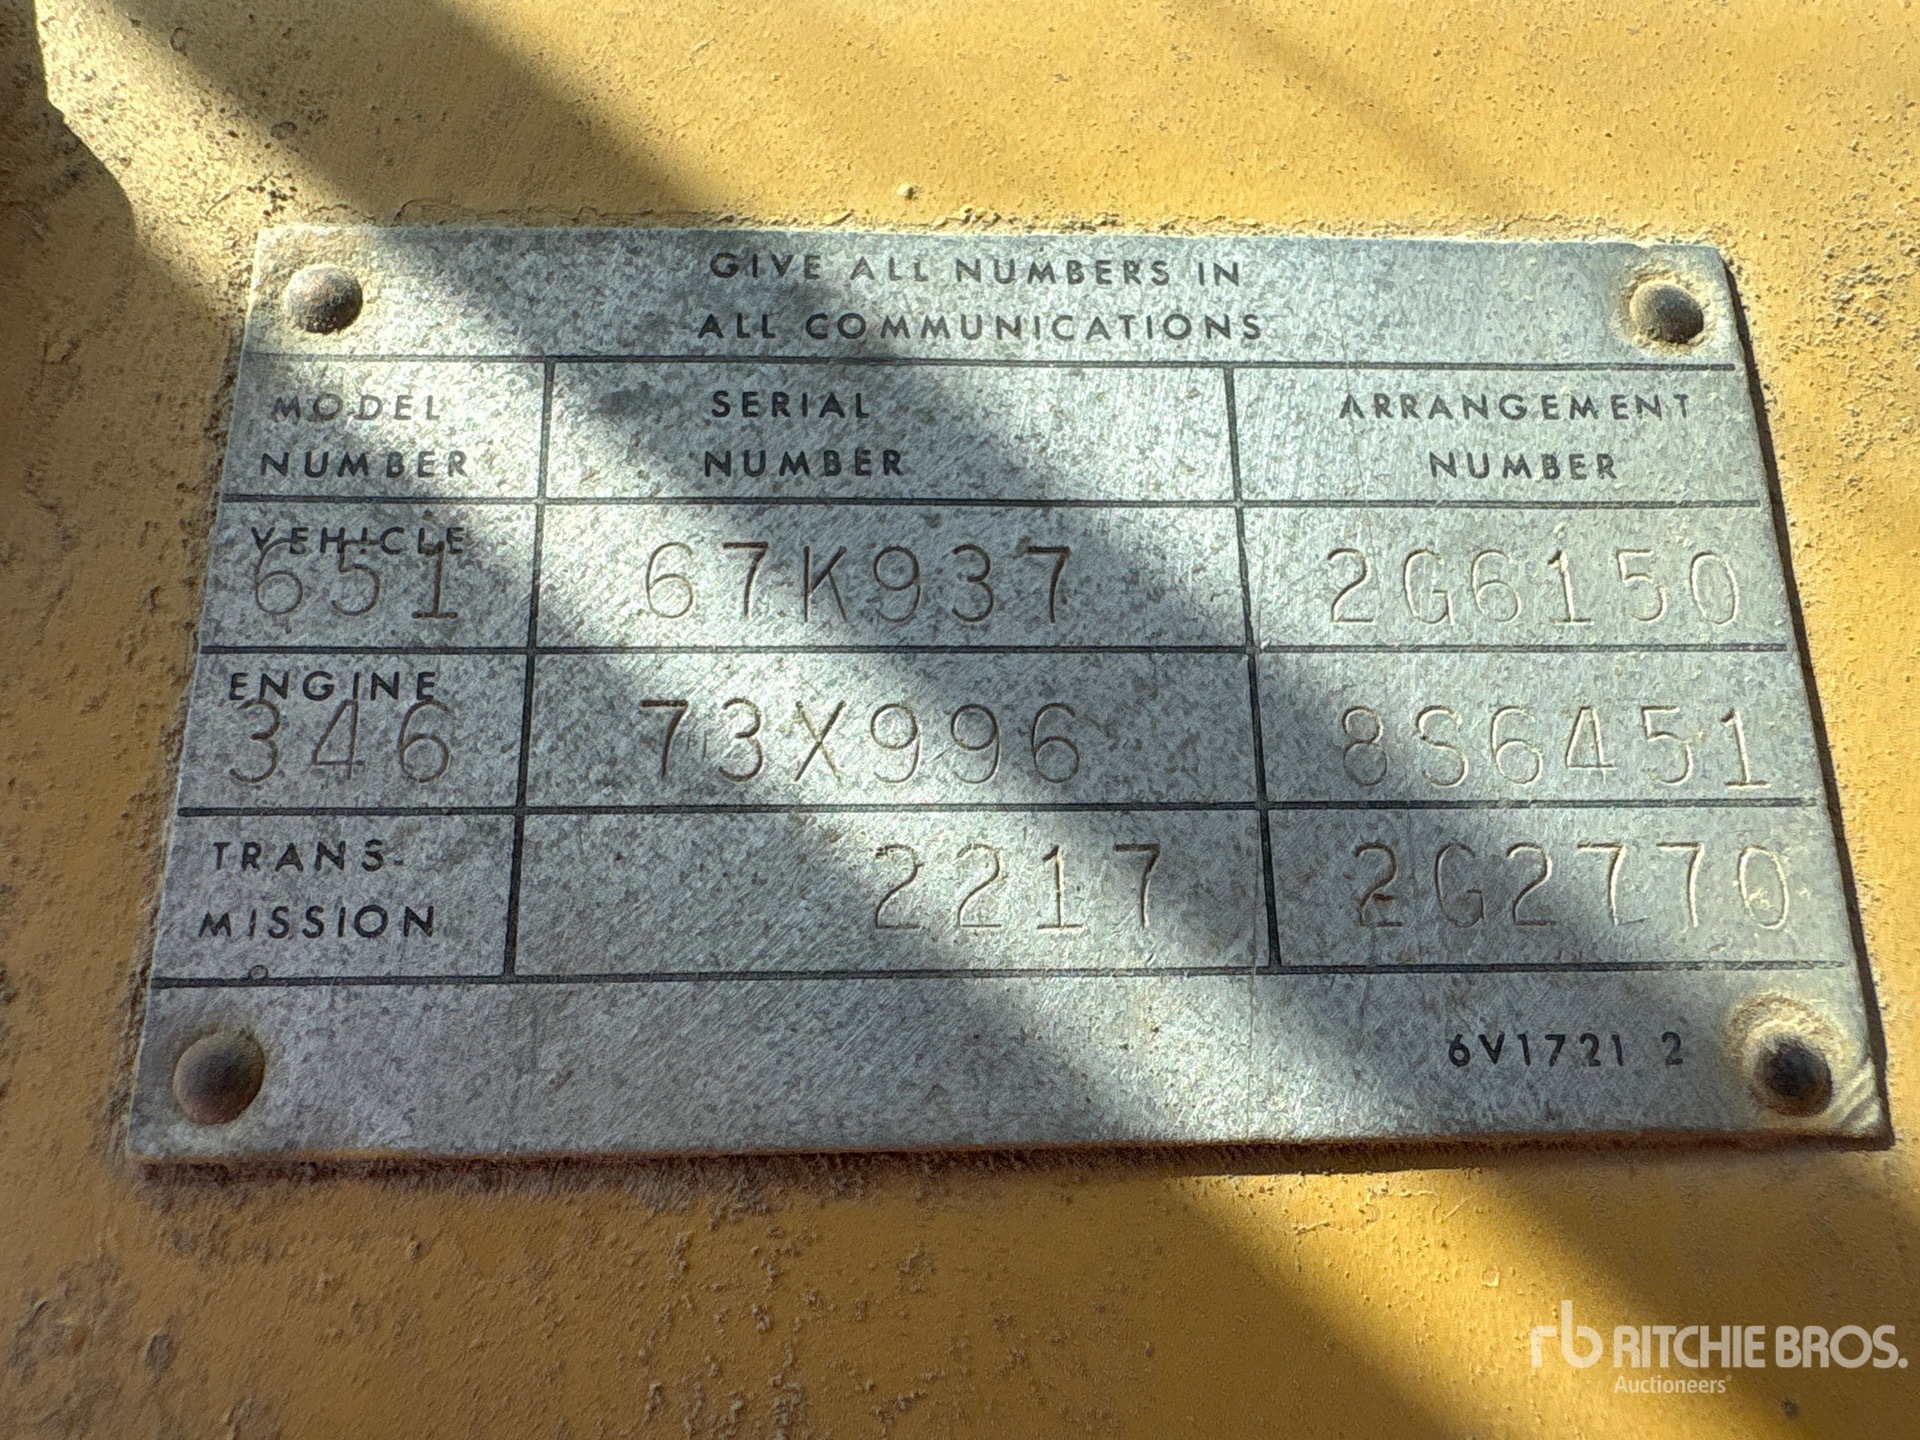 GIVE ALL NUMBERS IN
ALL COMMUNICATIONS
MODEL NUMBER
SERIAL NUMBER
ARRANGEMENT NUMBER
VEHICLE
651 67K937 2G6150
ENGINE
346 73X996 8S6451
TRANS-
MISSION
2217 2G2770
6V1721 2
rb RITCHIE BROS.
Auctioneers